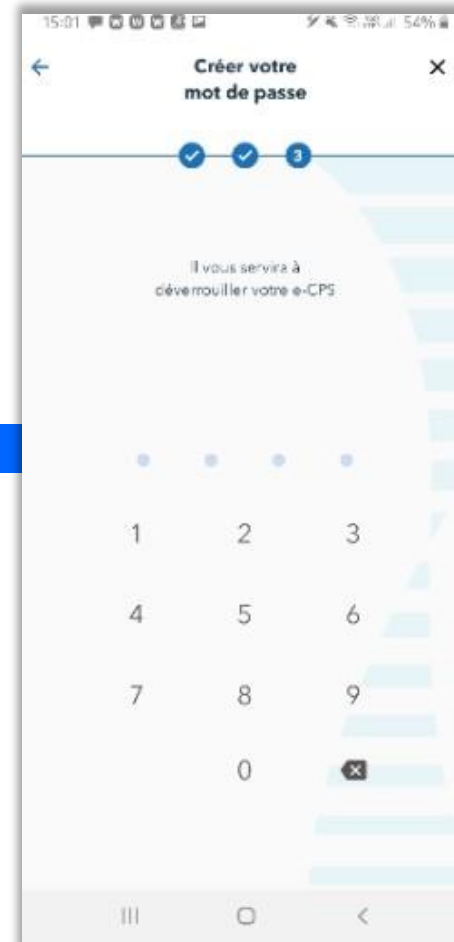 15:01 54%
Créer votre
mot de passe
3
Il vous servira à
déverrouiller votre e-CPS
1 2 3
4 5 6
7 8 9
0